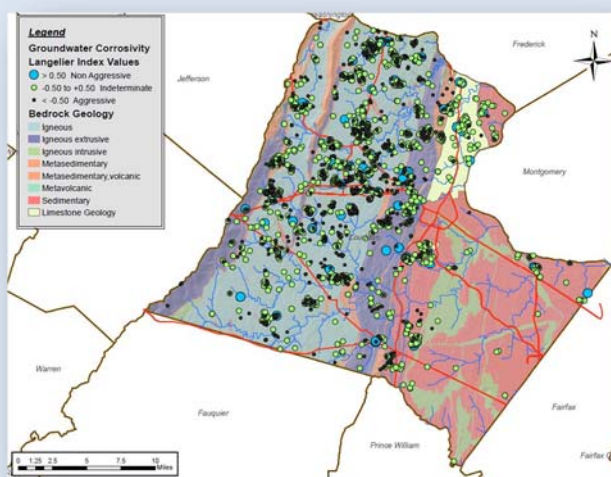 Washington
Legend
Groundwater Corrosivity
Langelier Index Values
> 0.50 Non Aggressive
-0.50 to +0.50 Indeterminate
< -0.50 Aggressive
Bedrock Geology
Igneous
Igneous extrusive
Igneous intrusive
Metasedimentary
Metasedimentary,volcanic
Metavolcanic
Sedimentary
Limestone Geology
Frederick
N
Jefferson
Montgomery
Loudoun
Warren
Fauquier
Prince William
Fairfax
Fairfax
0 1.25 2.5 5 7.5 10
Miles